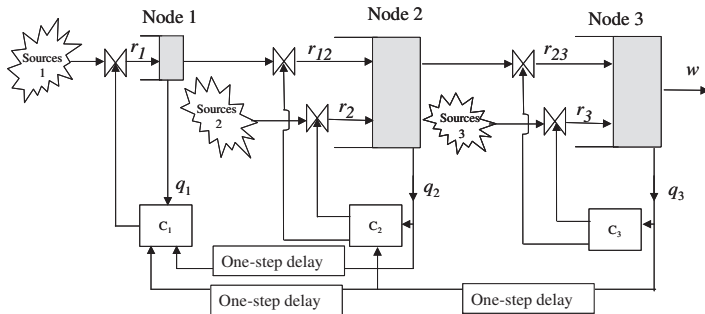 Node 1
Node 2
Node 3
Sources
1
r1
r12
r23
w
Sources
2
r2
Sources
3
r3
q1
q2
q3
C1
C2
C3
One-step delay
One-step delay
One-step delay